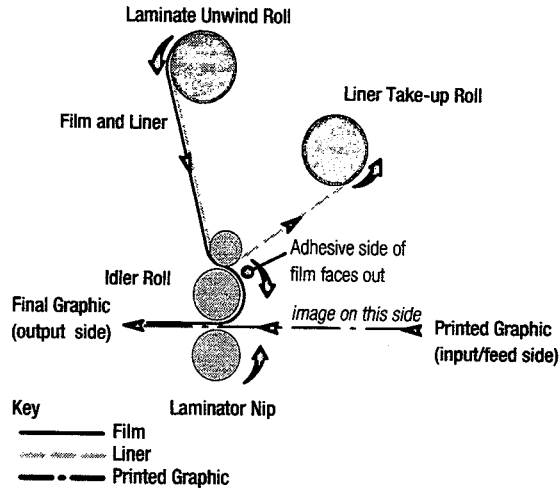 Laminate Unwind Roll
Liner Take-up Roll
Film and Liner
Adhesive side of
film faces out
Idler Roll
Final Graphic
(output side)
image on this side
Printed Graphic
(input/feed side)
Laminator Nip
Key
Film
Liner
Printed Graphic